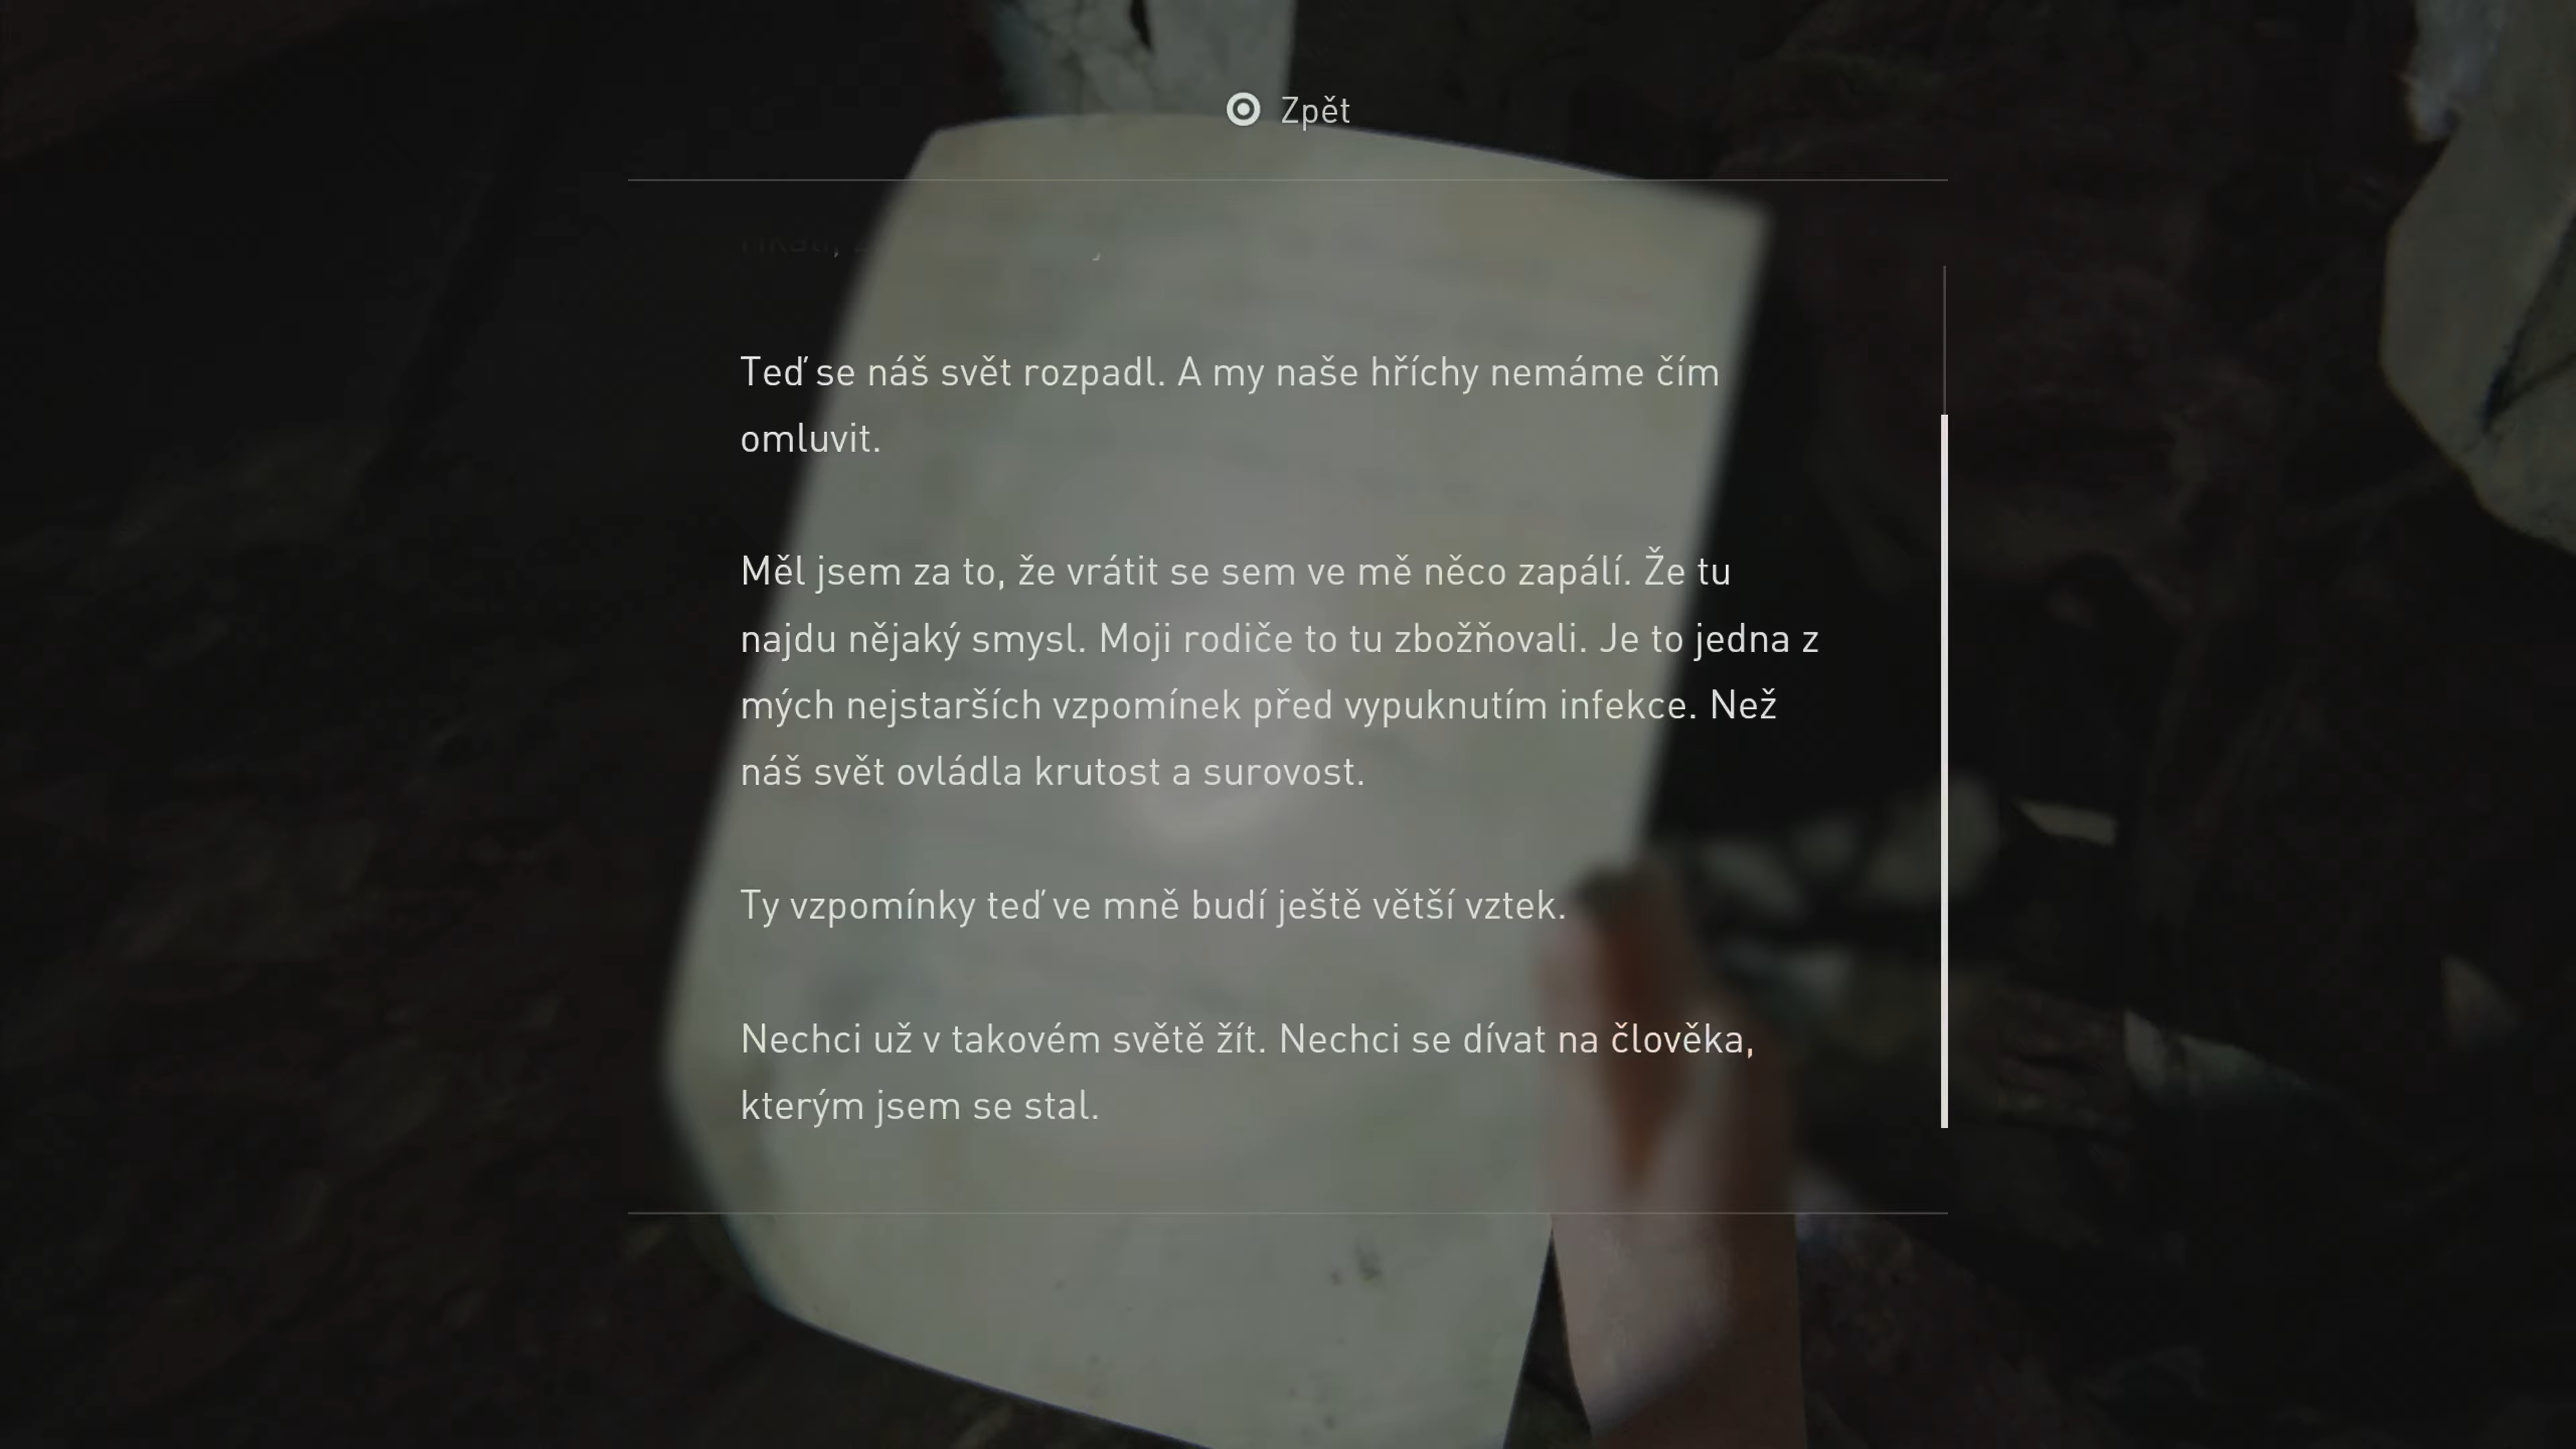 Zpět
Teď se náš svět rozpadl. A my naše hříchy nemáme čím
omluvit.
Měl jsem za to, že vrátit se sem ve mě něco zapálí. Že tu
najdu nějaký smysl. Moji rodiče to tu zbožňovali. Je to jedna z
mých nejstarších vzpomínek před vypuknutím infekce. Než
náš svět ovládla krutost a surovost.
Ty vzpomínky teď ve mně budí ještě větší vztek.
Nechci už v takovém světě žít. Nechci se dívat na člověka,
kterým jsem se stal.